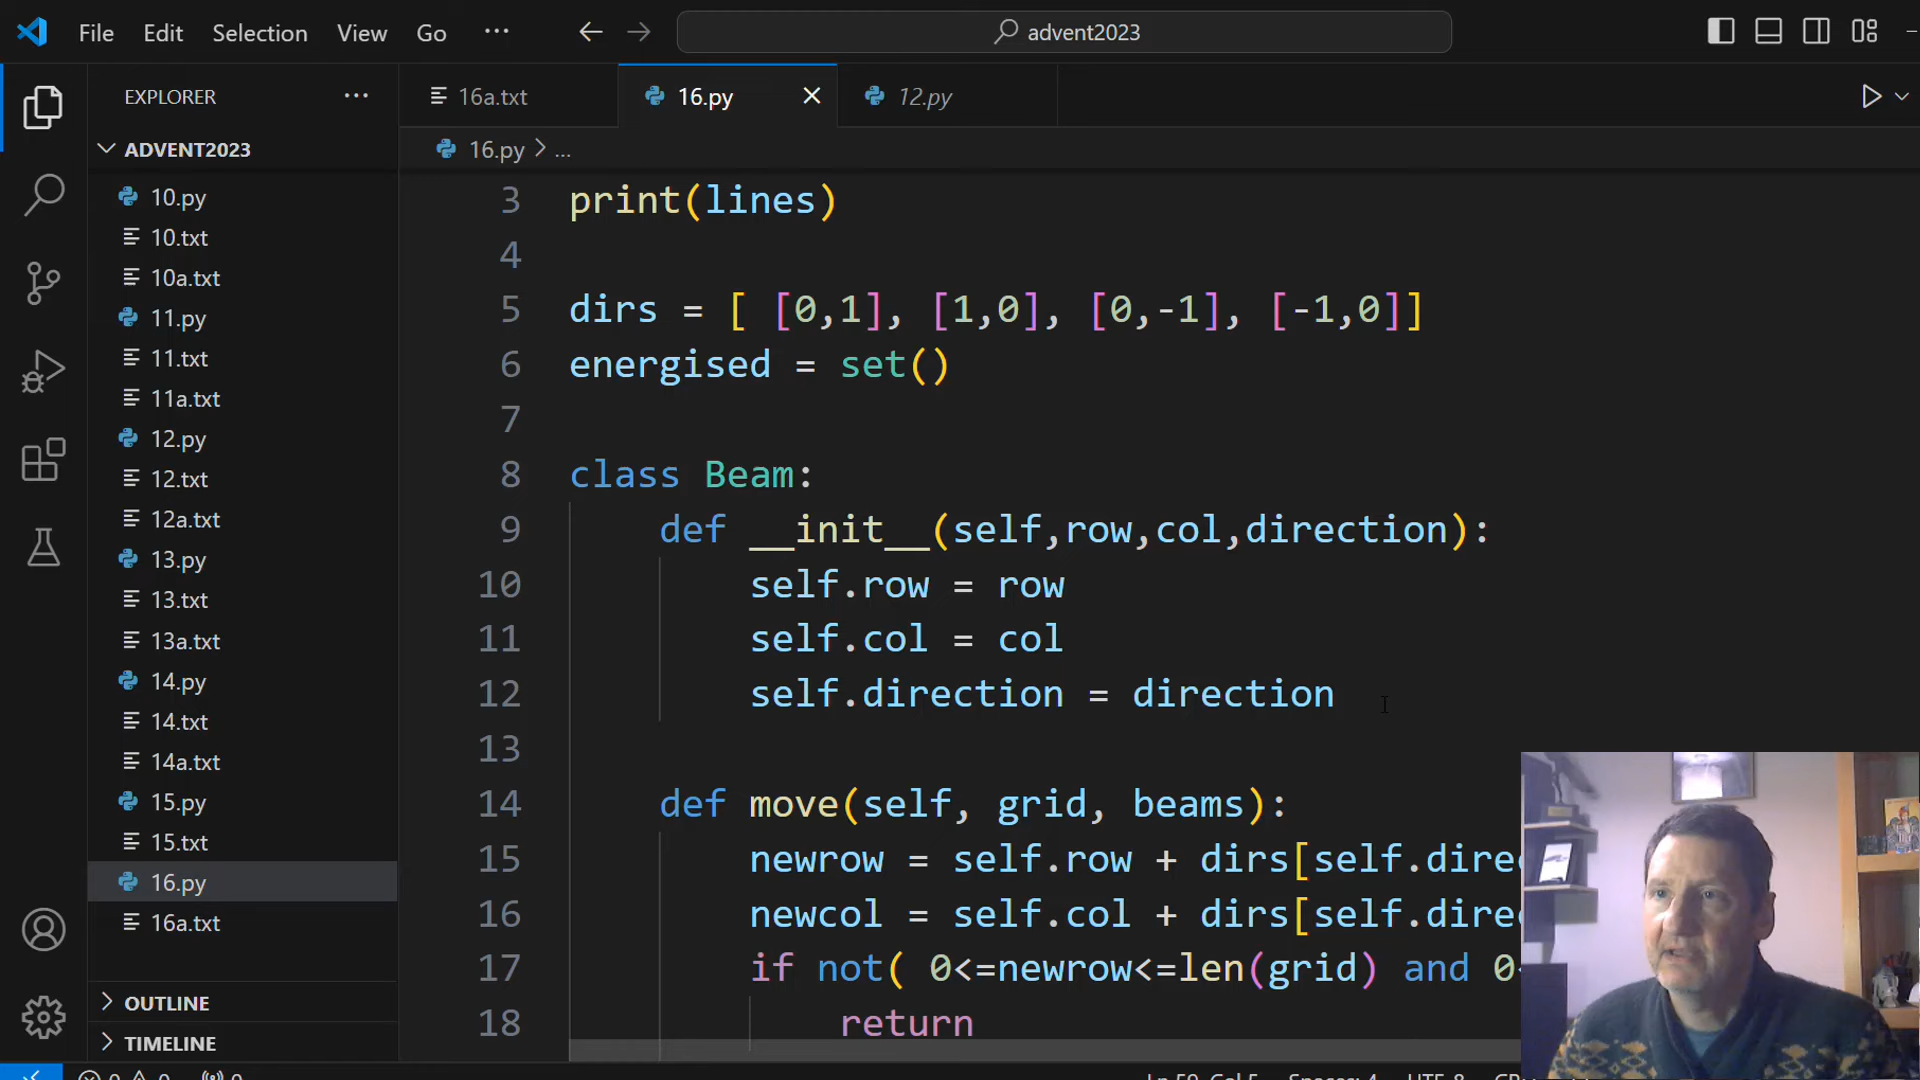 File Edit Selection View Go ... advent2023
EXPLORER ...
16a.txt
16.py
12.py
ADVENT2023
16.py > ...
10.py
10.txt
10a.txt
11.py
11.txt
11a.txt
12.py
12.txt
12a.txt
13.py
13.txt
13a.txt
14.py
14.txt
14a.txt
15.py
15.txt
16.py
16a.txt
OUTLINE
TIMELINE
3 print(lines)
4
5 dirs = [ [0,1], [1,0], [0,-1], [-1,0]]
6 energised = set()
7
8 class Beam:
9 def __init__(self,row,col,direction):
10 self.row = row
11 self.col = col
12 self.direction = direction
13
14 def move(self, grid, beams):
15 newrow = self.row + dirs[self.dire
16 newcol = self.col + dirs[self.dire
17 if not( 0<=newrow<=len(grid) and 0
18 return